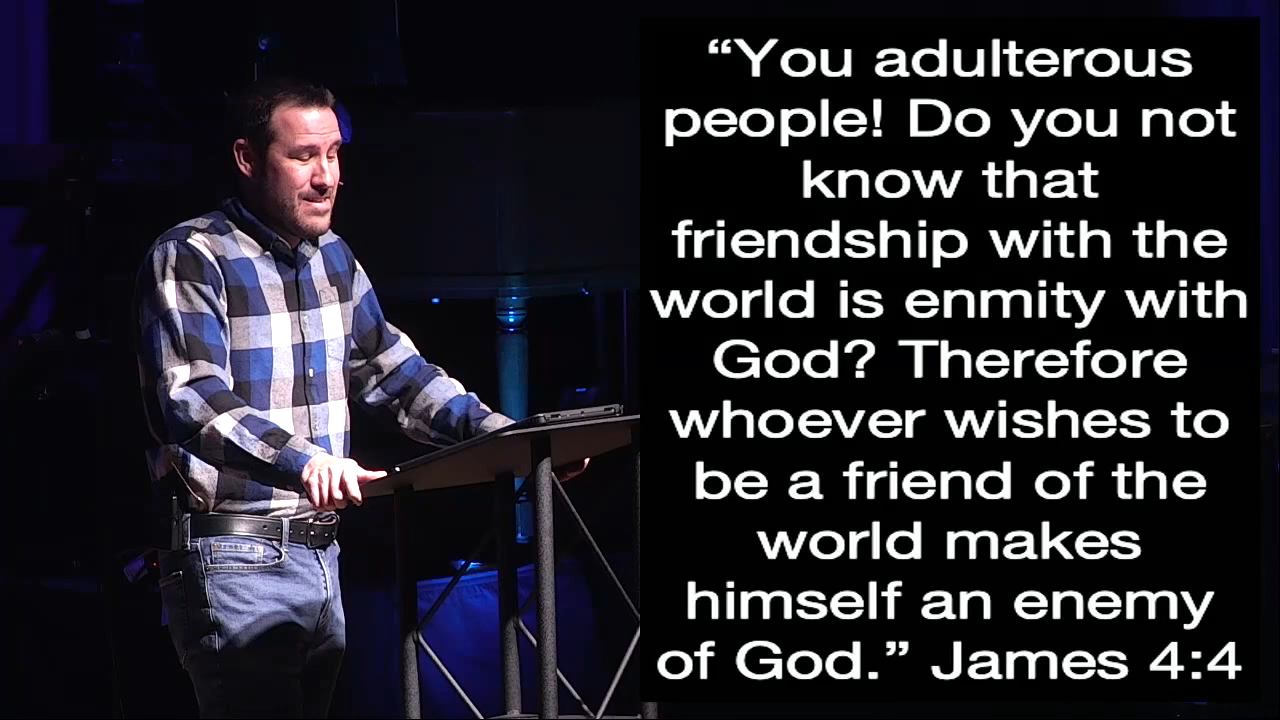 “You adulterous
people! Do you not
know that
friendship with the
world is enmity with
God? Therefore
whoever wishes to
be a friend of the
world makes
himself an enemy
of God.” James 4:4